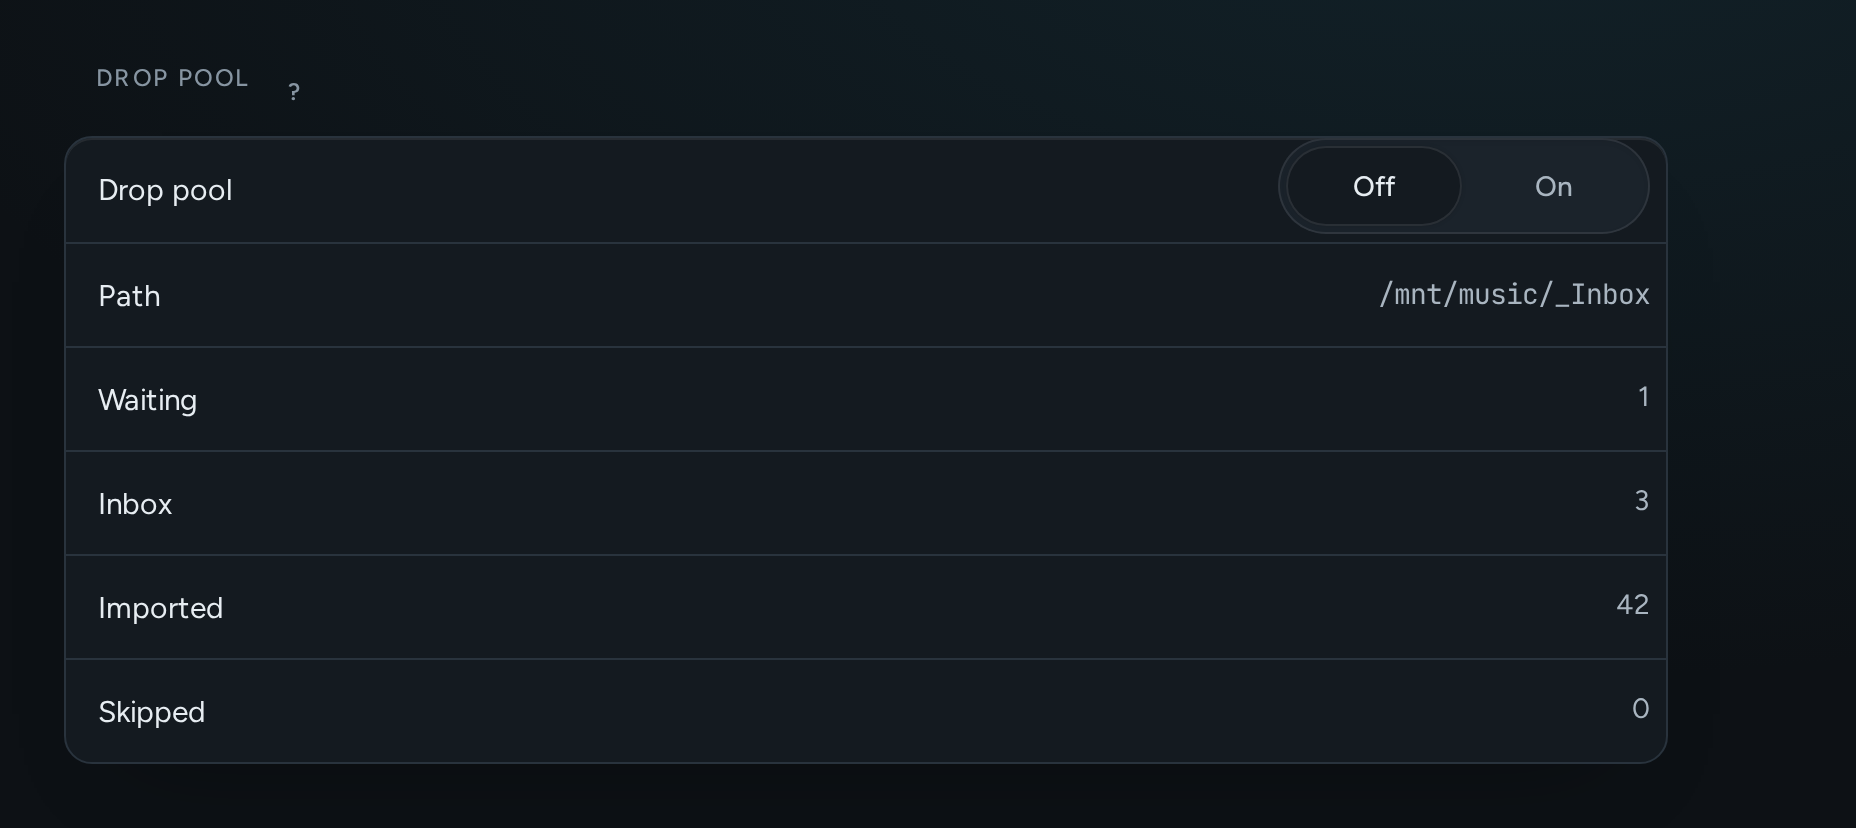 DROP POOL ?
Drop pool Off On
Path /mnt/music/_Inbox
Waiting 1
Inbox 3
Imported 42
Skipped 0